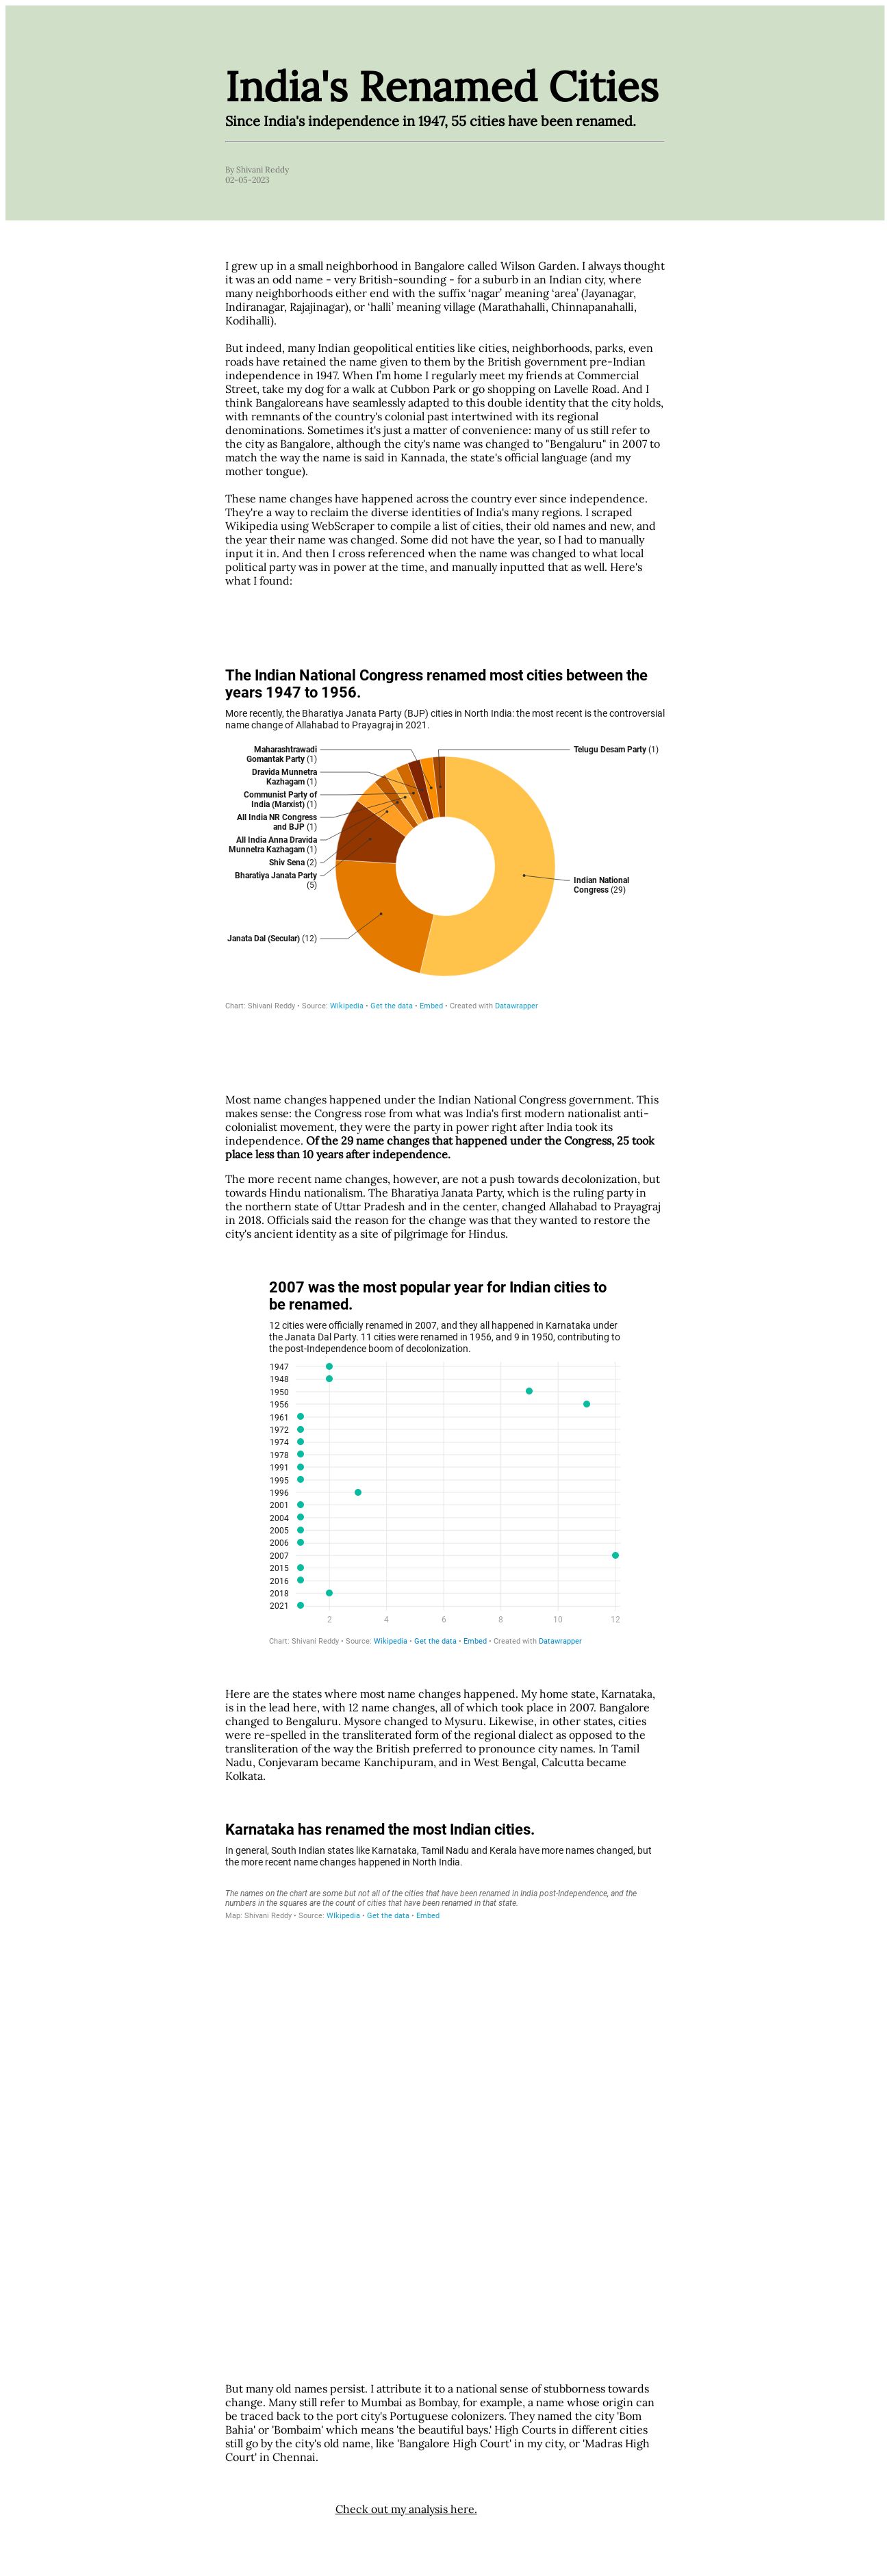 India's Renamed Cities
Since India's independence in 1947, 55 cities have been renamed.
By Shivani Reddy
02-05-2023
I grew up in a small neighborhood in Bangalore called Wilson Garden. I always thought
it was an odd name - very British-sounding - for a suburb in an Indian city, where
many neighborhoods either end with the suffix ‘nagar’ meaning ‘area’ (Jayanagar,
Indiranagar, Rajajinagar), or ‘halli’ meaning village (Marathahalli, Chinnapanahalli,
Kodihalli).
But indeed, many Indian geopolitical entities like cities, neighborhoods, parks, even
roads have retained the name given to them by the British government pre-Indian
independence in 1947. When I’m home I regularly meet my friends at Commercial
Street, take my dog for a walk at Cubbon Park or go shopping on Lavelle Road. And I
think Bangaloreans have seamlessly adapted to this double identity that the city holds,
with remnants of the country's colonial past intertwined with its regional
denominations. Sometimes it's just a matter of convenience: many of us still refer to
the city as Bangalore, although the city's name was changed to "Bengaluru" in 2007 to
match the way the name is said in Kannada, the state's official language (and my
mother tongue).
These name changes have happened across the country ever since independence.
They're a way to reclaim the diverse identities of India's many regions. I scraped
Wikipedia using WebScraper to compile a list of cities, their old names and new, and
the year their name was changed. Some did not have the year, so I had to manually
input it in. And then I cross referenced when the name was changed to what local
political party was in power at the time, and manually inputted that as well. Here's
what I found:
The Indian National Congress renamed most cities between the
years 1947 to 1956.
More recently, the Bharatiya Janata Party (BJP) cities in North India: the most recent is the controversial
name change of Allahabad to Prayagraj in 2021.
Maharashtrawadi
Gomantak Party (1)
Telugu Desam Party (1)
Dravida Munnetra
Kazhagam (1)
Communist Party of
India (Marxist) (1)
All India NR Congress
and BJP (1)
All India Anna Dravida
Munnetra Kazhagam (1)
Shiv Sena (2)
Bharatiya Janata Party
(5)
Indian National
Congress (29)
Janata Dal (Secular) (12)
Chart: Shivani Reddy • Source: Wikipedia • Get the data • Embed • Created with Datawrapper
Most name changes happened under the Indian National Congress government. This
makes sense: the Congress rose from what was India's first modern nationalist anti-
colonialist movement, they were the party in power right after India took its
independence. Of the 29 name changes that happened under the Congress, 25 took
place less than 10 years after independence.
The more recent name changes, however, are not a push towards decolonization, but
towards Hindu nationalism. The Bharatiya Janata Party, which is the ruling party in
the northern state of Uttar Pradesh and in the center, changed Allahabad to Prayagraj
in 2018. Officials said the reason for the change was that they wanted to restore the
city's ancient identity as a site of pilgrimage for Hindus.
2007 was the most popular year for Indian cities to
be renamed.
12 cities were officially renamed in 2007, and they all happened in Karnataka under
the Janata Dal Party. 11 cities were renamed in 1956, and 9 in 1950, contributing to
the post-Independence boom of decolonization.
1947
1948
1950
1956
1961
1972
1974
1978
1991
1995
1996
2001
2004
2005
2006
2007
2015
2016
2018
2021
2 4 6 8 10 12
Chart: Shivani Reddy • Source: Wikipedia • Get the data • Embed • Created with Datawrapper
Here are the states where most name changes happened. My home state, Karnataka,
is in the lead here, with 12 name changes, all of which took place in 2007. Bangalore
changed to Bengaluru. Mysore changed to Mysuru. Likewise, in other states, cities
were re-spelled in the transliterated form of the regional dialect as opposed to the
transliteration of the way the British preferred to pronounce city names. In Tamil
Nadu, Conjevaram became Kanchipuram, and in West Bengal, Calcutta became
Kolkata.
Karnataka has renamed the most Indian cities.
In general, South Indian states like Karnataka, Tamil Nadu and Kerala have more names changed, but
the more recent name changes happened in North India.
The names on the chart are some but not all of the cities that have been renamed in India post-Independence, and the
numbers in the squares are the count of cities that have been renamed in that state.
Map: Shivani Reddy • Source: WIkipedia • Get the data • Embed
But many old names persist. I attribute it to a national sense of stubborness towards
change. Many still refer to Mumbai as Bombay, for example, a name whose origin can
be traced back to the port city's Portuguese colonizers. They named the city 'Bom
Bahia' or 'Bombaim' which means 'the beautiful bays.' High Courts in different cities
still go by the city's old name, like 'Bangalore High Court' in my city, or 'Madras High
Court' in Chennai.
Check out my analysis here.